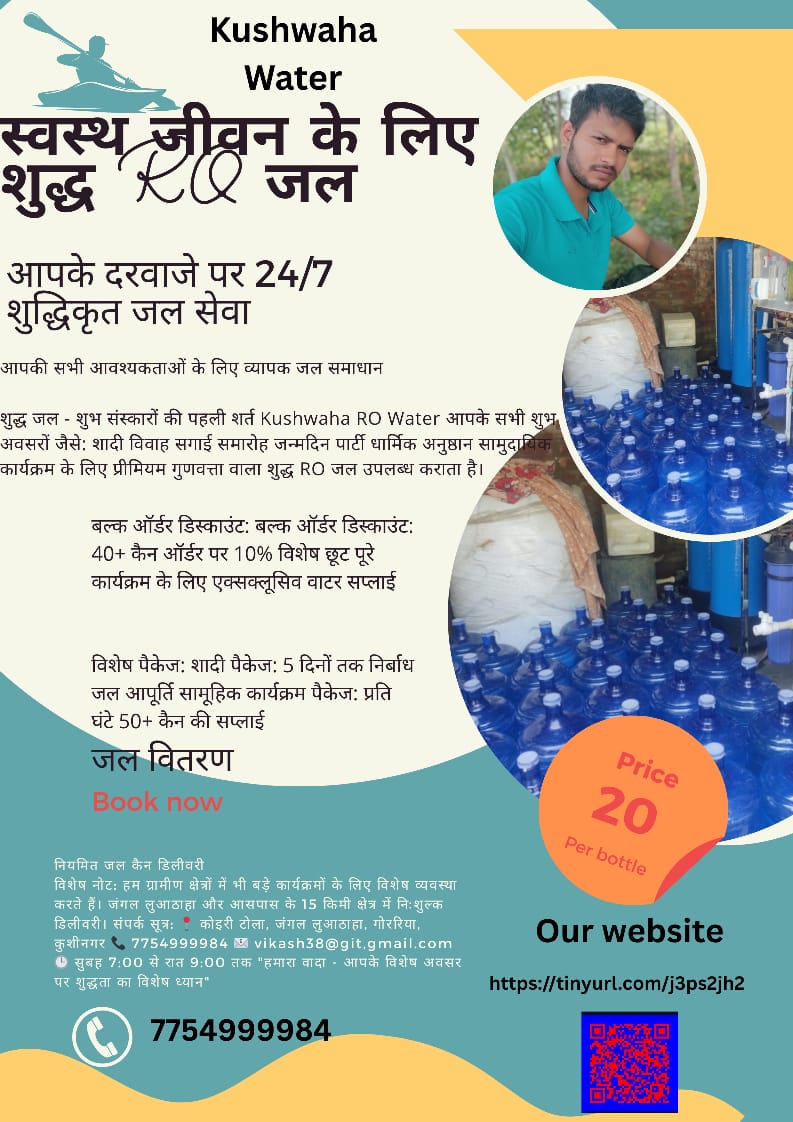 Kushwaha
Water
स्वस्थ जीवन के लिए
शुद्ध RO जल
आपके दरवाजे पर 24/7
शुद्धिकृत जल सेवा
आपकी सभी आवश्यकताओं के लिए व्यापक जल समाधान
शुद्ध जल - शुभ संस्कारों की पहली शर्त Kushwaha RO Water आपके सभी शुभ
अवसरों जैसे: शादी विवाह सगाई समारोह जन्मदिन पार्टी धार्मिक अनुष्ठान सामुदायिक
कार्यक्रम के लिए प्रीमियम गुणवत्ता वाला शुद्ध RO जल उपलब्ध कराता है।
बल्क ऑर्डर डिस्काउंट: बल्क ऑर्डर डिस्काउंट:
40+ कैन ऑर्डर पर 10% विशेष छूट पूरे
कार्यक्रम के लिए एक्सक्लूसिव वाटर सप्लाई
विशेष पैकेज: शादी पैकेज: 5 दिनों तक निर्बाध
जल आपूर्ति सामूहिक कार्यक्रम पैकेज: प्रति
घंटे 50+ कैन की सप्लाई
जल वितरण
Book now
Price
20
Per bottle
नियमित जल कैन डिलीवरी
विशेष नोट: हम ग्रामीण क्षेत्रों में भी बड़े कार्यक्रमों के लिए विशेष व्यवस्था
करते हैं। जंगल लुआठाहा और आसपास के 15 किमी क्षेत्र में नि:शुल्क
डिलीवरी। संपर्क सूत्र: 📍 कोइरी टोला, जंगल लुआठाहा, गोररिया,
कुशीनगर 📞 7754999984 📨 vikash38@git.gmail.com
🕒 सुबह 7:00 से रात 9:00 तक "हमारा वादा - आपके विशेष अवसर
पर शुद्धता का विशेष ध्यान"
7754999984
Our website
https://tinyurl.com/j3ps2jh2